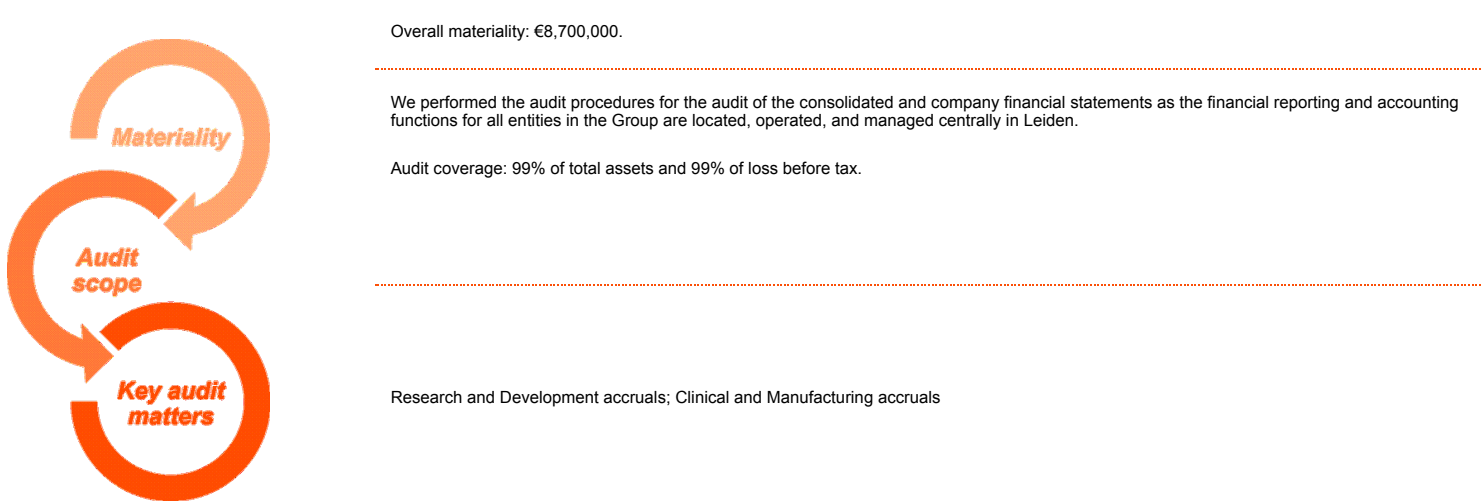 Overall materiality: €8,700,000.
Materiality
We performed the audit procedures for the audit of the consolidated and company financial statements as the financial reporting and accounting
functions for all entities in the Group are located, operated, and managed centrally in Leiden.
Audit coverage: 99% of total assets and 99% of loss before tax.
Audit
scope
Key audit
matters
Research and Development accruals; Clinical and Manufacturing accruals